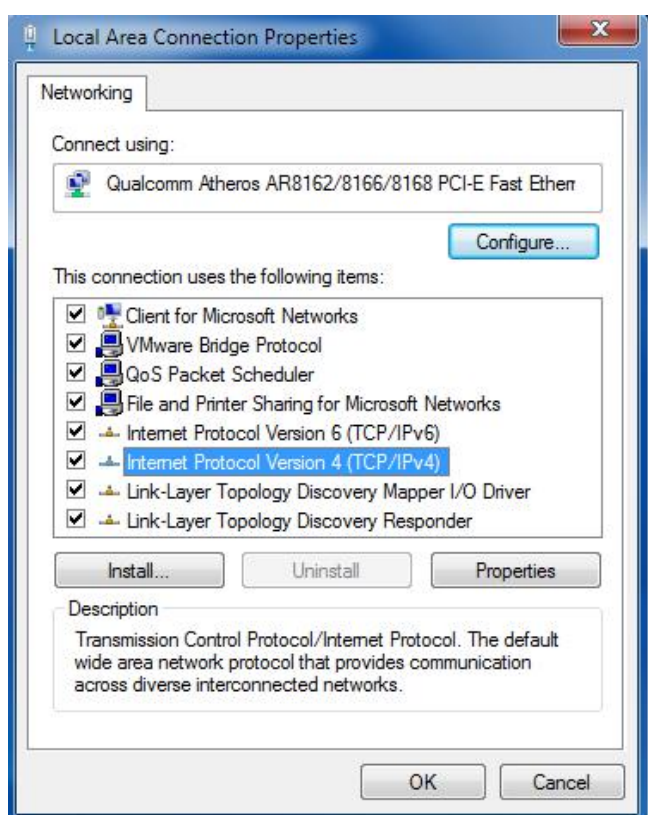 Local Area Connection Properties
Networking
Connect using:
Qualcomm Atheros AR8162/8166/8168 PCI-E Fast Ethern
Configure...
This connection uses the following items:
Client for Microsoft Networks
VMware Bridge Protocol
QoS Packet Scheduler
File and Printer Sharing for Microsoft Networks
Internet Protocol Version 6 (TCP/IPv6)
Internet Protocol Version 4 (TCP/IPv4)
Link-Layer Topology Discovery Mapper I/O Driver
Link-Layer Topology Discovery Responder
Install... Uninstall Properties
Description
Transmission Control Protocol/Internet Protocol. The default
wide area network protocol that provides communication
across diverse interconnected networks.
OK Cancel